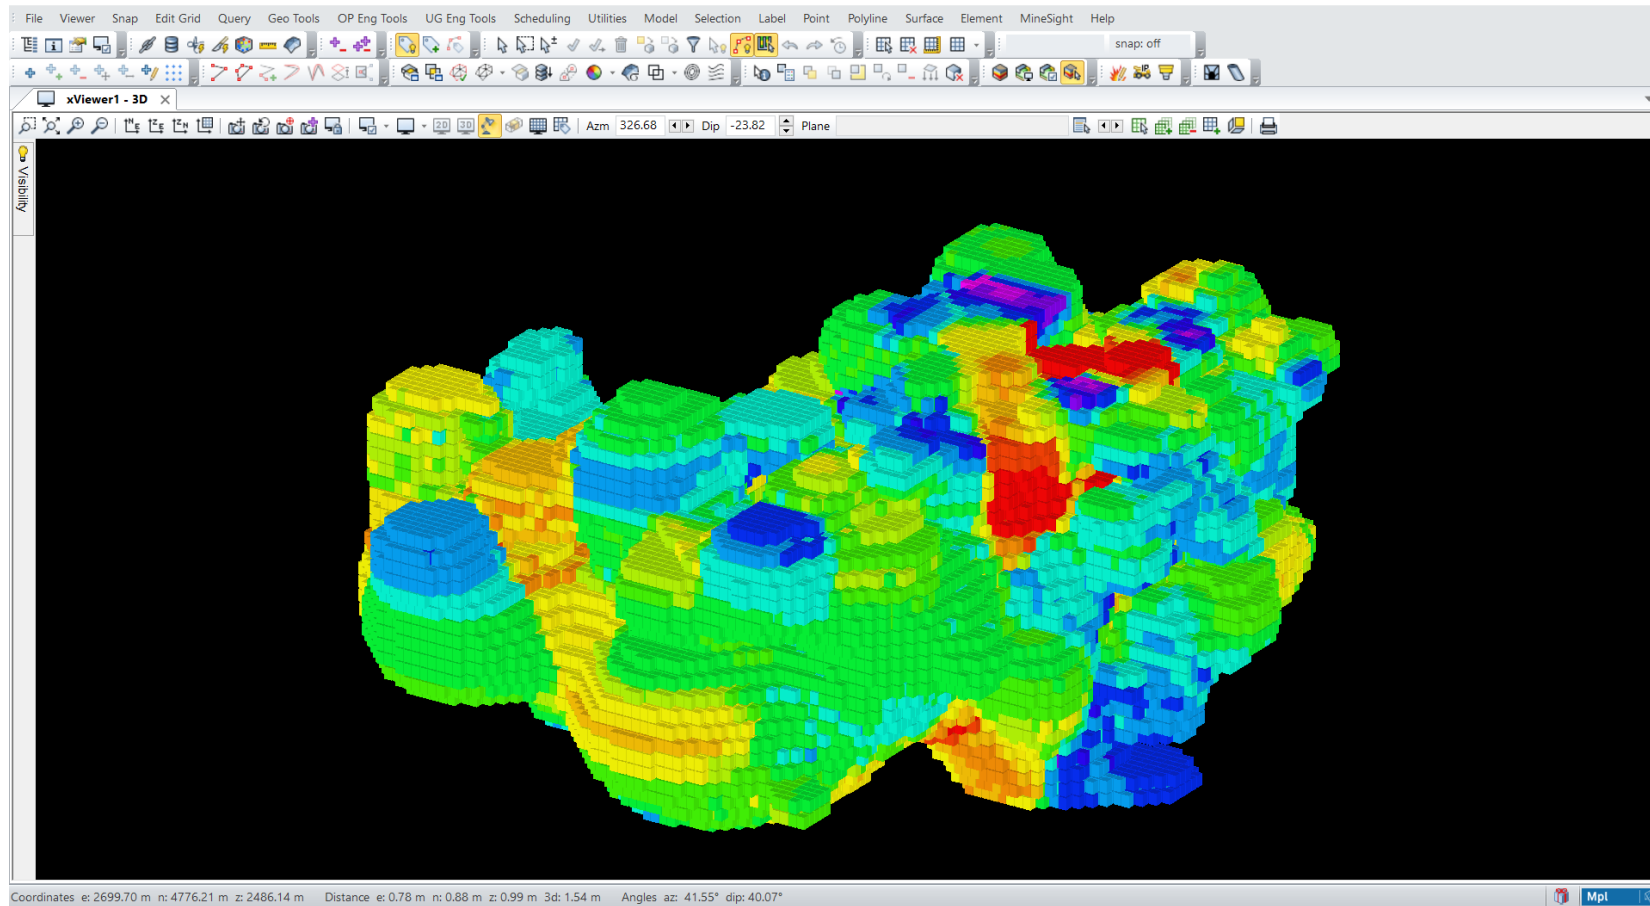 File Viewer Snap Edit Grid Query Geo Tools OP Eng Tools UG Eng Tools Scheduling Utilities Model Selection Label Point Polyline Surface Element MineSight Help
snap: off
xViewer1 - 3D
2D 3D Azm 326.68 Dip -23.82 Plane
Visibility
Coordinates e: 2699.70 m n: 4776.21 m z: 2486.14 m Distance e: 0.78 m n: 0.88 m z: 0.99 m 3d: 1.54 m Angles az: 41.55° dip: 40.07° Mpl